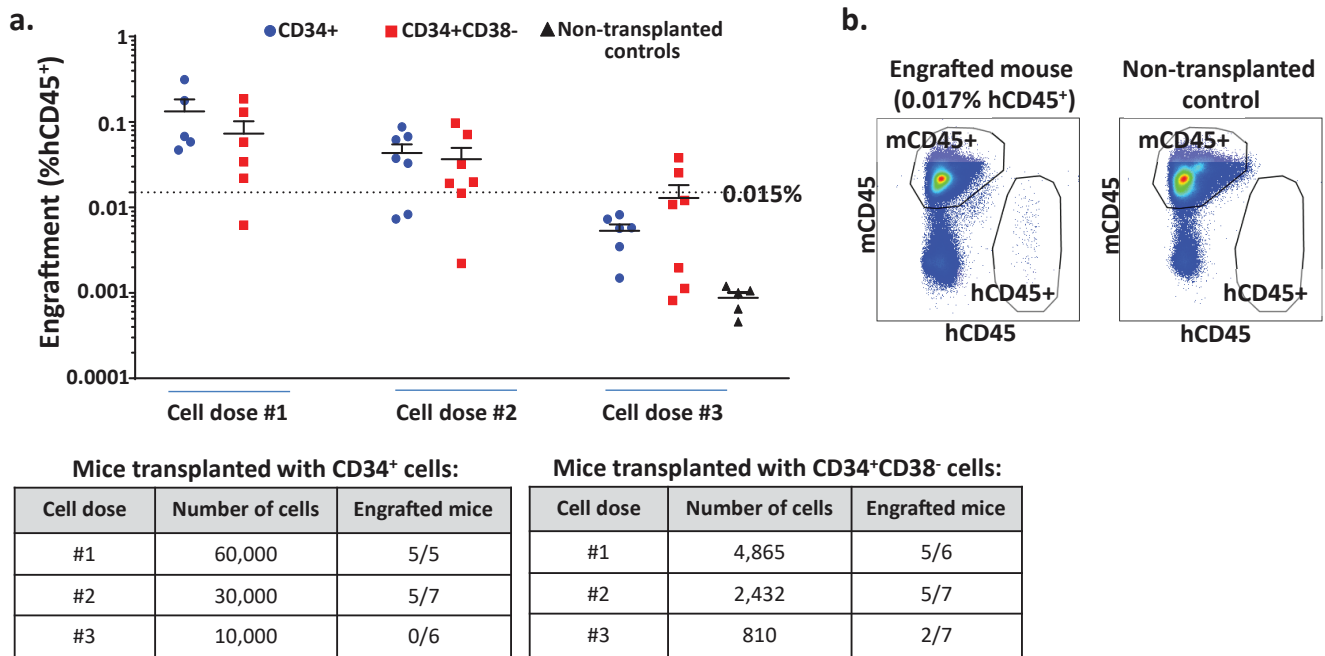 a.
CD34+ CD34+CD38- Non-transplanted
controls
Engraftment (%hCD45⁺)
1
0.1
0.01
0.001
0.0001
0.015%
Cell dose #1 Cell dose #2 Cell dose #3
b.
Engrafted mouse
(0.017% hCD45⁺)
mCD45+
mCD45
hCD45+
hCD45
Non-transplanted
control
mCD45+
mCD45
hCD45+
hCD45
Mice transplanted with CD34⁺ cells:
Cell dose Number of cells Engrafted mice
#1 60,000 5/5
#2 30,000 5/7
#3 10,000 0/6
Mice transplanted with CD34⁺CD38⁻ cells:
Cell dose Number of cells Engrafted mice
#1 4,865 5/6
#2 2,432 5/7
#3 810 2/7